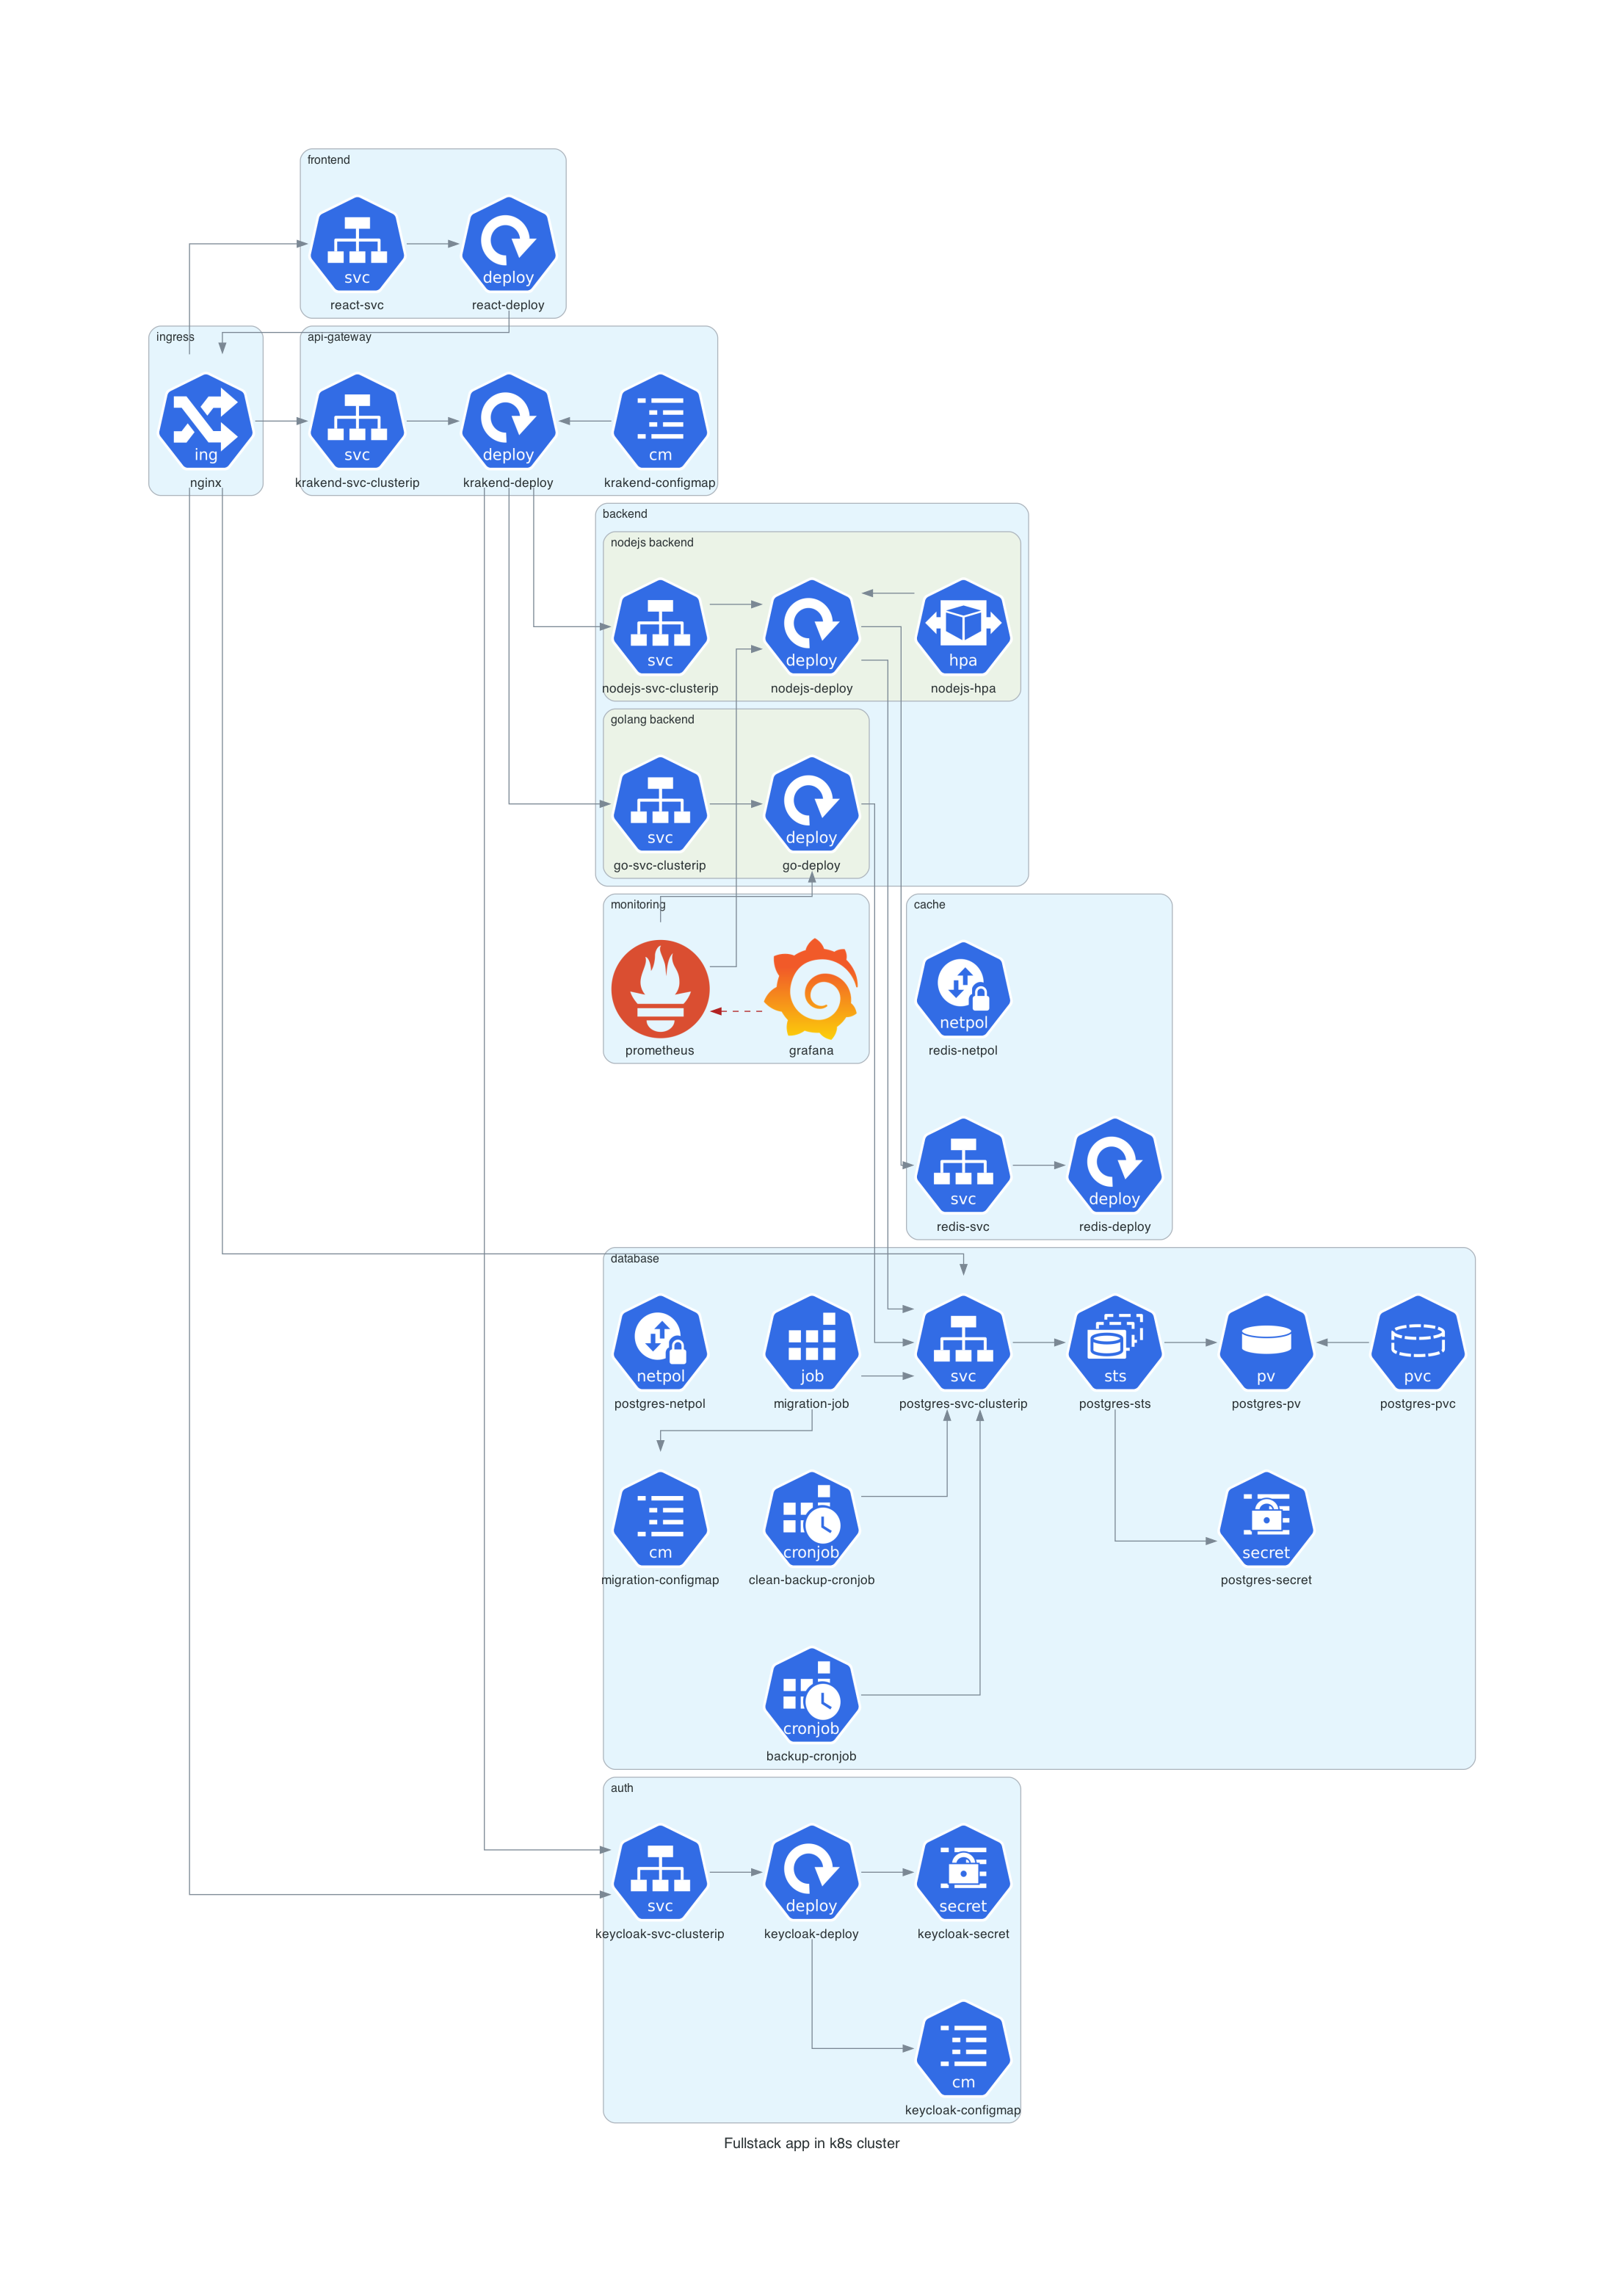 frontend
svc
deploy
react-svc
react-deploy
ingress
api-gateway
ing
svc
deploy
cm
nginx
krakend-svc-clusterip
krakend-deploy
krakend-configmap
backend
nodejs backend
svc
deploy
hpa
nodejs-svc-clusterip
nodejs-deploy
nodejs-hpa
golang backend
svc
deploy
go-svc-clusterip
go-deploy
monitoring
cache
netpol
prometheus
grafana
redis-netpol
svc
deploy
redis-svc
redis-deploy
database
netpol
job
svc
sts
pv
pvc
postgres-netpol
migration-job
postgres-svc-clusterip
postgres-sts
postgres-pv
postgres-pvc
cm
cronjob
secret
migration-configmap
clean-backup-cronjob
postgres-secret
cronjob
backup-cronjob
auth
svc
deploy
secret
keycloak-svc-clusterip
keycloak-deploy
keycloak-secret
cm
keycloak-configmap
Fullstack app in k8s cluster